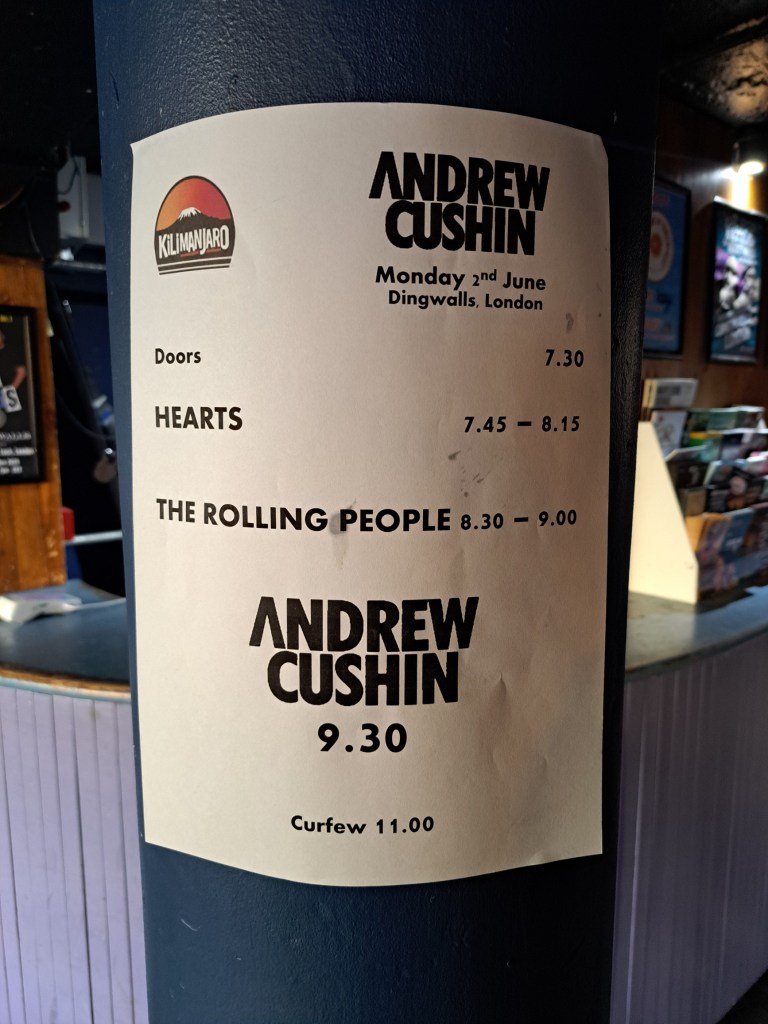 KiLiMANJARO
ANDREW
CUSHIN
Monday 2nd June
Dingwalls, London
Doors 7.30
HEARTS 7.45 – 8.15
THE ROLLING PEOPLE 8.30 – 9.00
ANDREW
CUSHIN
9.30
Curfew 11.00